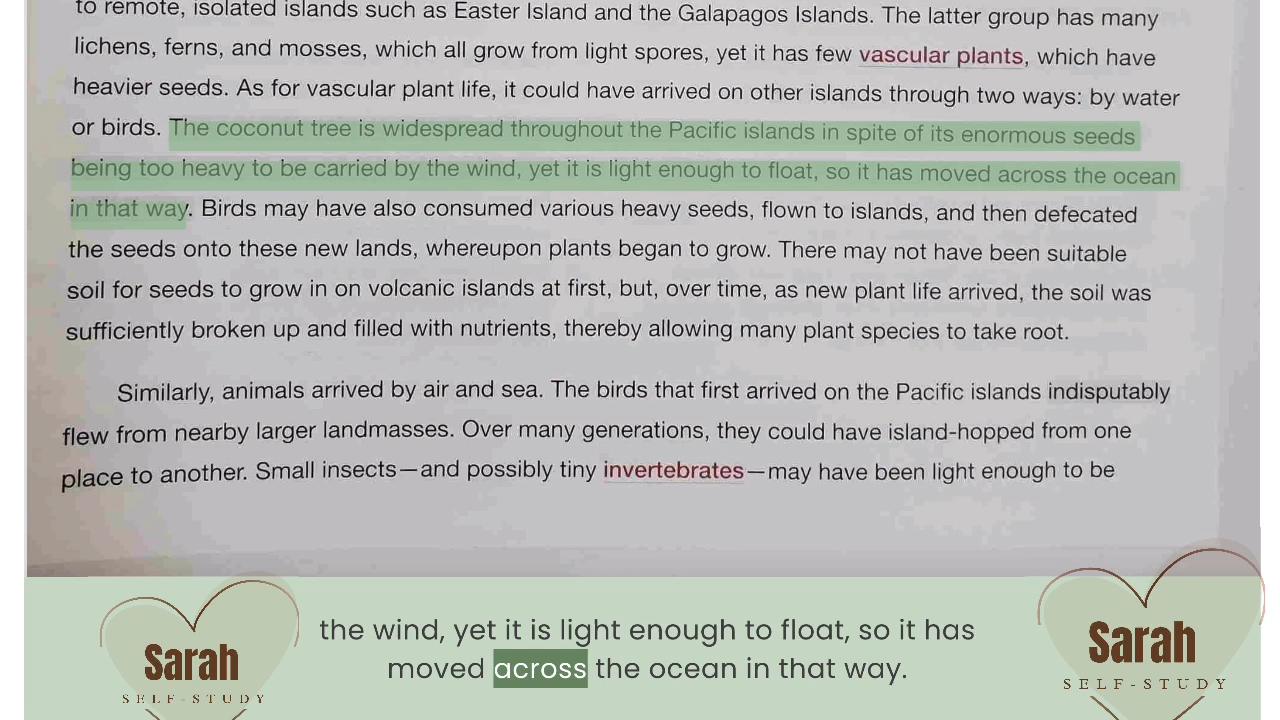 to remote, isolated islands such as Easter Island and the Galapagos Islands. The latter group has many
lichens, ferns, and mosses, which all grow from light spores, yet it has few vascular plants, which have
heavier seeds. As for vascular plant life, it could have arrived on other islands through two ways: by water
or birds. The coconut tree is widespread throughout the Pacific islands in spite of its enormous seeds
being too heavy to be carried by the wind, yet it is light enough to float, so it has moved across the ocean
in that way. Birds may have also consumed various heavy seeds, flown to islands, and then defecated
the seeds onto these new lands, whereupon plants began to grow. There may not have been suitable
soil for seeds to grow in on volcanic islands at first, but, over time, as new plant life arrived, the soil was
sufficiently broken up and filled with nutrients, thereby allowing many plant species to take root.
Similarly, animals arrived by air and sea. The birds that first arrived on the Pacific islands indisputably
flew from nearby larger landmasses. Over many generations, they could have island-hopped from one
place to another. Small insects—and possibly tiny invertebrates—may have been light enough to be
the wind, yet it is light enough to float, so it has
moved across the ocean in that way.
Sarah
SELF-STUDY
Sarah
SELF-STUDY